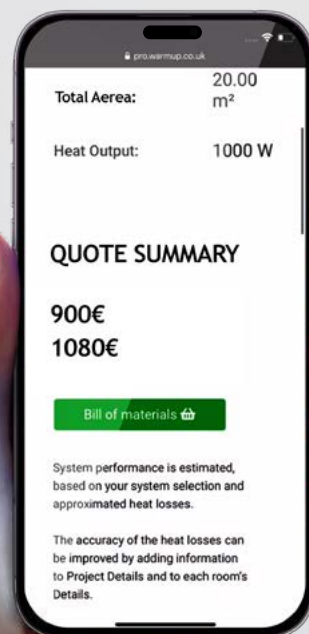 pro.warmup.co.uk
Total Aerea:
20.00
m²
Heat Output:
1000 W
QUOTE SUMMARY
900€
1080€
Bill of materials
System performance is estimated,
based on your system selection and
approximated heat losses.
The accuracy of the heat losses can
be improved by adding information
to Project Details and to each room's
Details.